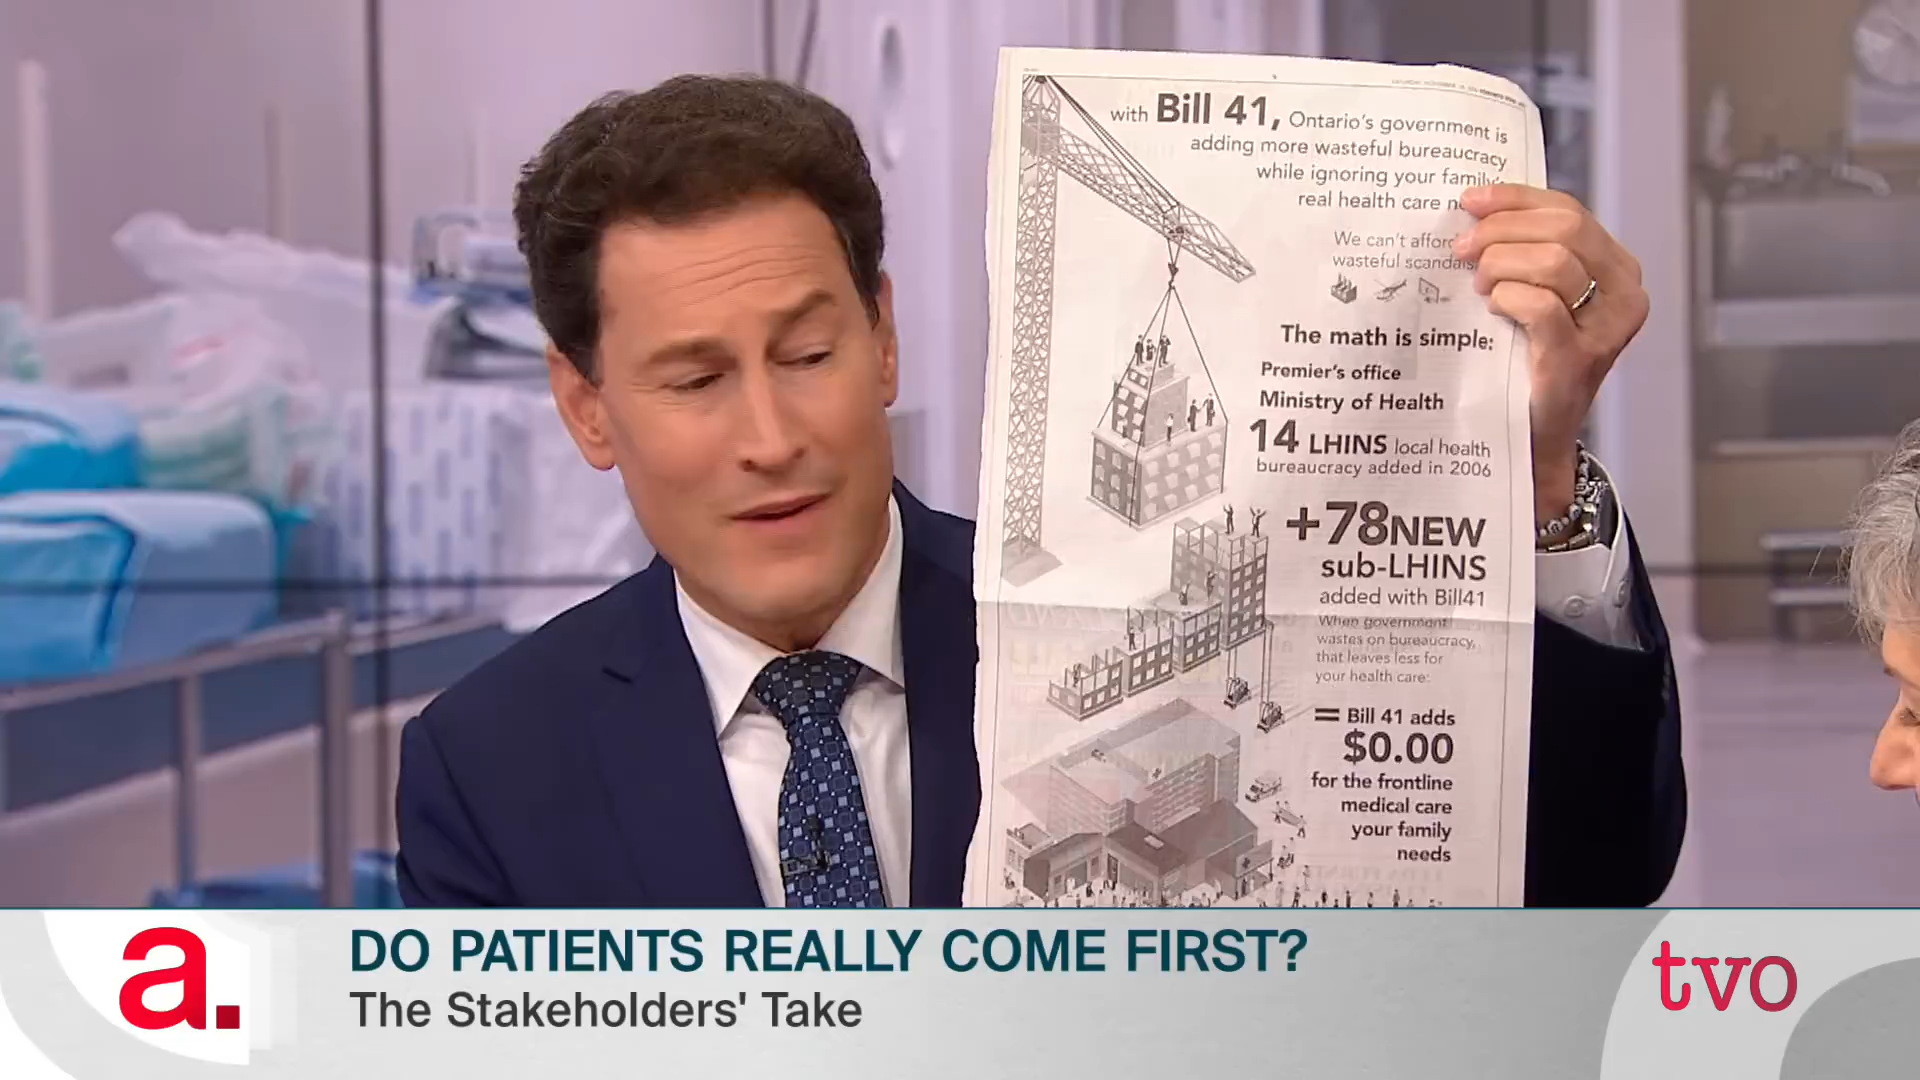 with Bill 41, Ontario's government is
adding more wasteful bureaucracy
while ignoring your family's
real health care
We can't afford
wasteful scandals
The math is simple:
Premier's office
Ministry of Health
14 LHINS local health
bureaucracy added in 2006
+78NEW
sub-LHINS
added with Bill41
When government
wastes on bureaucracy,
that leaves less for
your health care:
= Bill 41 adds
$0.00
for the frontline
medical care
your family
needs
a.
DO PATIENTS REALLY COME FIRST?
The Stakeholders' Take
tvo